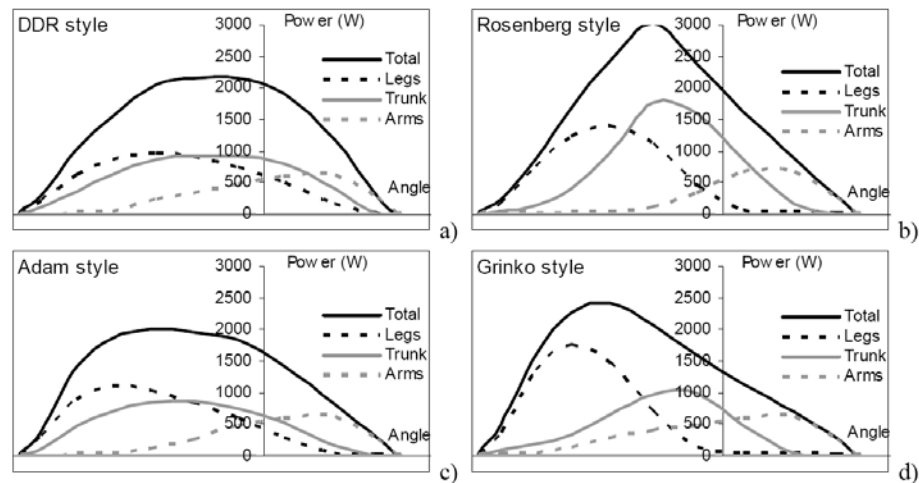 DDR style
Power (W)
3000
2500
2000
1500
1000
500
0
Total
Legs
Trunk
Arms
Angle
a)
Rosenberg style
Power (W)
3000
2500
2000
1500
1000
500
0
Total
Legs
Trunk
Arms
Angle
b)
Adam style
Power (W)
3000
2500
2000
1500
1000
500
0
Total
Legs
Trunk
Arms
Angle
c)
Grinko style
Power (W)
3000
2500
2000
1500
1000
500
0
Total
Legs
Trunk
Arms
Angle
d)